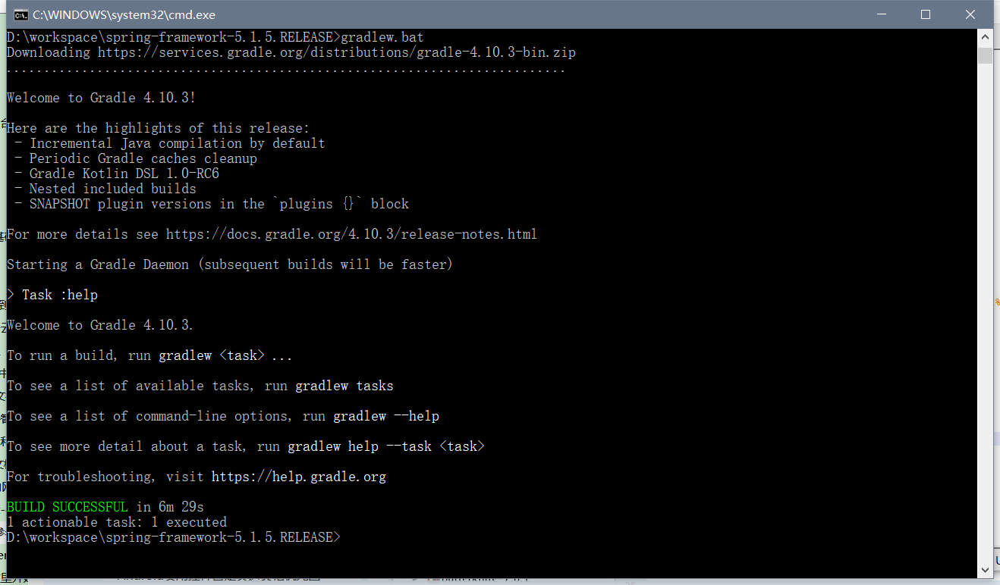 C:\WINDOWS\system32\cmd.exe
D:\workspace\spring-framework-5.1.5.RELEASE>gradlew.bat
Downloading https://services.gradle.org/distributions/gradle-4.10.3-bin.zip
..........................................................................
Welcome to Gradle 4.10.3!
Here are the highlights of this release:
- Incremental Java compilation by default
- Periodic Gradle caches cleanup
- Gradle Kotlin DSL 1.0-RC6
- Nested included builds
- SNAPSHOT plugin versions in the `plugins {}` block
For more details see https://docs.gradle.org/4.10.3/release-notes.html
Starting a Gradle Daemon (subsequent builds will be faster)
> Task :help
Welcome to Gradle 4.10.3.
To run a build, run gradlew <task> ...
To see a list of available tasks, run gradlew tasks
To see a list of command-line options, run gradlew --help
To see more detail about a task, run gradlew help --task <task>
For troubleshooting, visit https://help.gradle.org
BUILD SUCCESSFUL in 6m 29s
1 actionable task: 1 executed
D:\workspace\spring-framework-5.1.5.RELEASE>